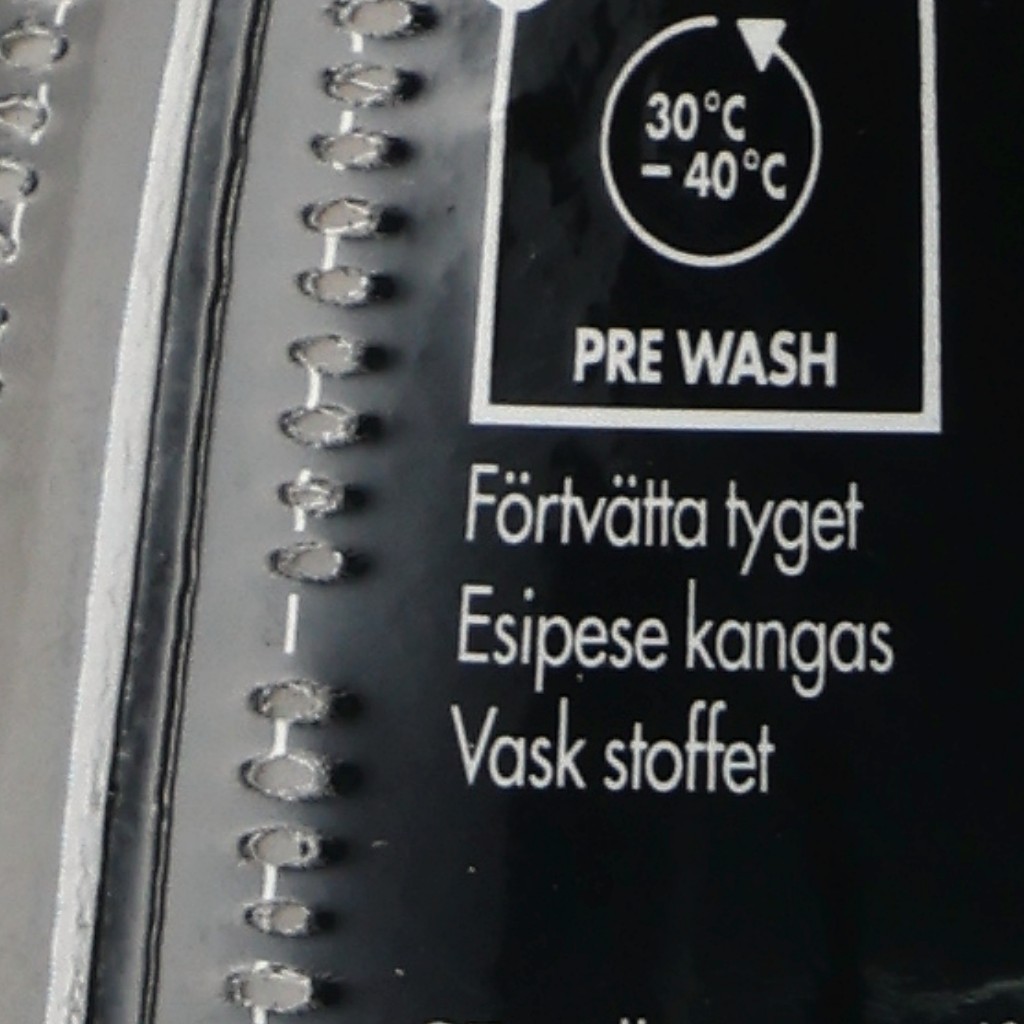 30°C
– 40°C
PRE WASH
Förtvätta tyget
Esipese kangas
Vask stoffet